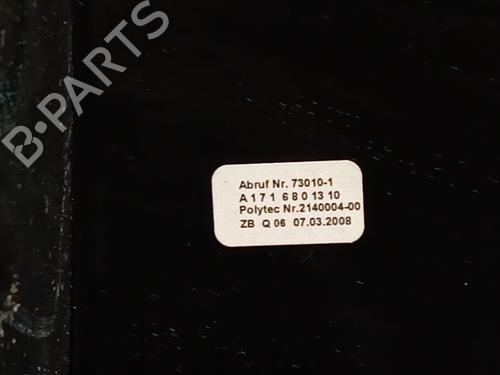 B-PARTS
Abruf Nr. 73010-1
A 1 7 1 6 8 0 13 10
Polytec Nr.2140004-00
ZB Q 06 07.03.2008